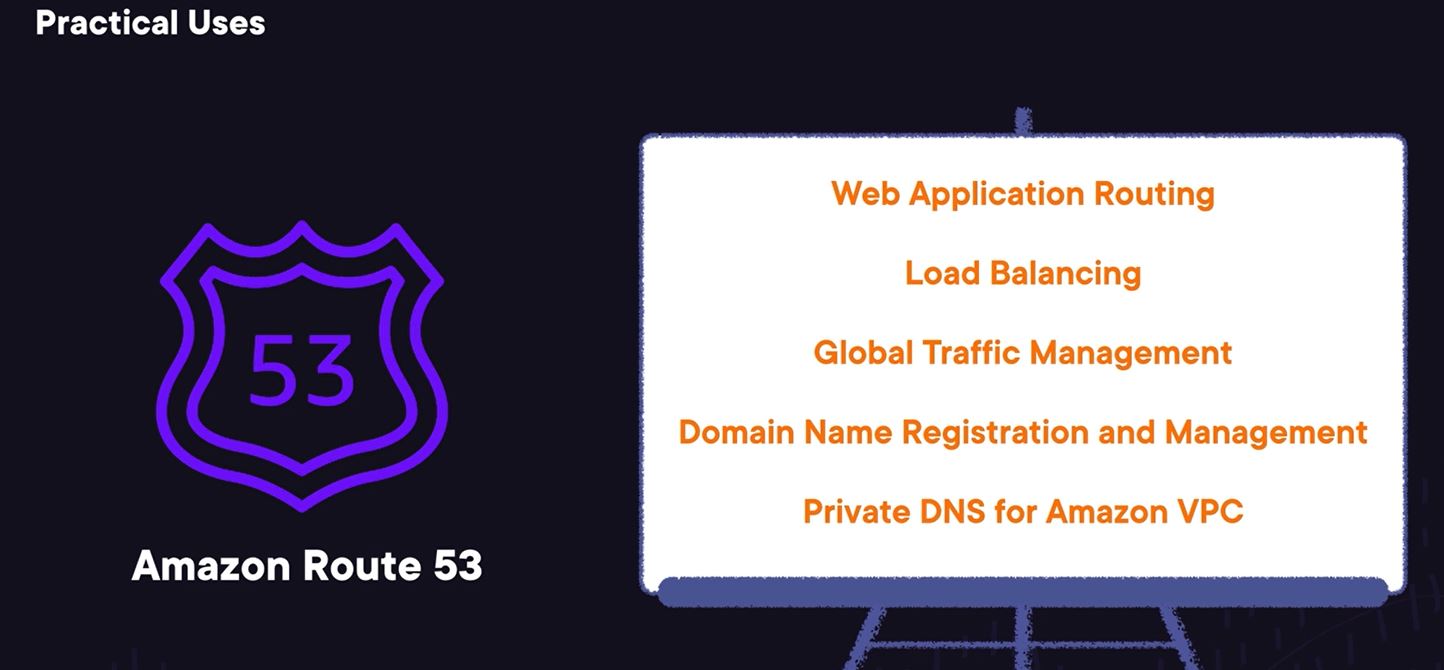 Practical Uses
53
Amazon Route 53
Web Application Routing
Load Balancing
Global Traffic Management
Domain Name Registration and Management
Private DNS for Amazon VPC